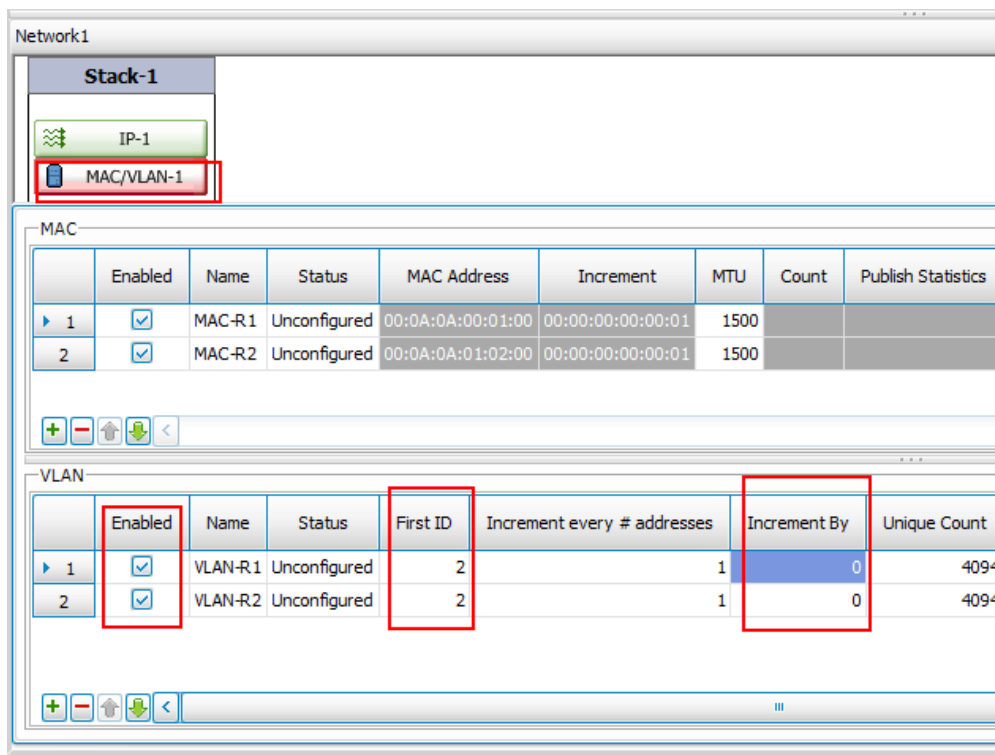 Network1
Stack-1
IP-1
MAC/VLAN-1
MAC
Enabled Name Status MAC Address Increment MTU Count Publish Statistics
1 MAC-R1 Unconfigured 00:0A:0A:00:01:00 00:00:00:00:00:01 1500
2 MAC-R2 Unconfigured 00:0A:0A:01:02:00 00:00:00:00:00:01 1500
VLAN
Enabled Name Status First ID Increment every # addresses Increment By Unique Count
1 VLAN-R1 Unconfigured 2 1 0 4094
2 VLAN-R2 Unconfigured 2 1 0 4094